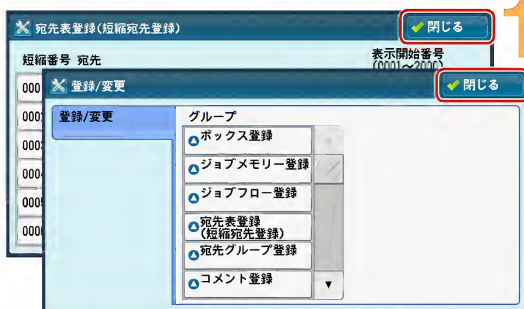 宛先表登録(短縮宛先登録)
閉じる
短縮番号 宛先
表示開始番号
(0001~2000)
登録/変更
閉じる
登録/変更
グループ
ボックス登録
ジョブメモリー登録
ジョブフロー登録
宛先表登録
(短縮宛先登録)
宛先グループ登録
コメント登録